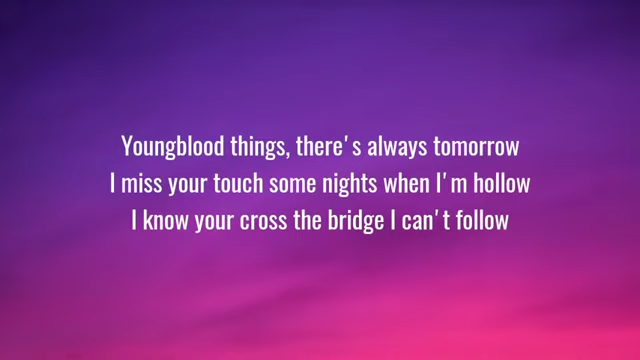 Youngblood things, there's always tomorrow
I miss your touch some nights when I'm hollow
I know your cross the bridge I can't follow